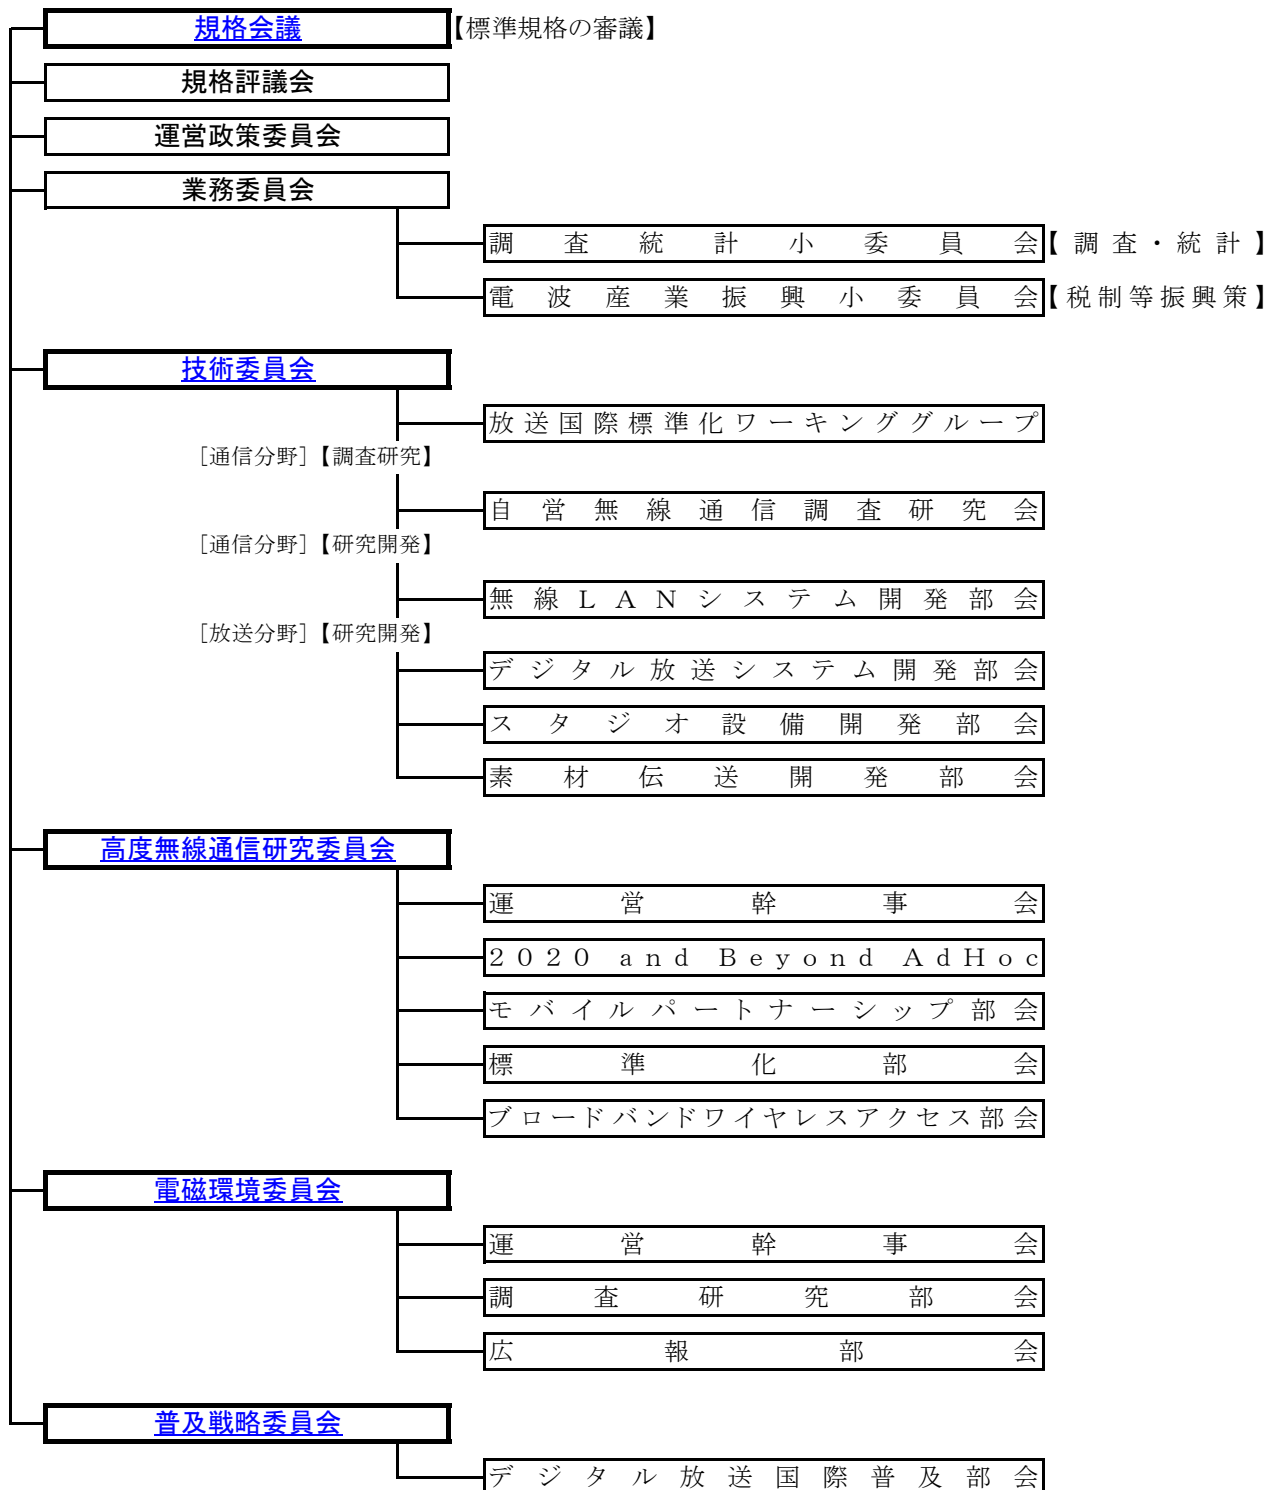 規格会議【標準規格の審議】
規格評議会
運営政策委員会
業務委員会
調査統計小委員会【調査・統計】
電波産業振興小委員会【税制等振興策】
技術委員会
放送国際標準化ワーキンググループ
［通信分野］【調査研究】
自営無線通信調査研究会
［通信分野］【研究開発】
無線ＬＡＮシステム開発部会
［放送分野］【研究開発】
デジタル放送システム開発部会
スタジオ設備開発部会
素材伝送開発部会
高度無線通信研究委員会
運営幹事会
２０２０ ａｎｄ Ｂｅｙｏｎｄ ＡｄＨｏｃ
モバイルパートナーシップ部会
標準化部会
ブロードバンドワイヤレスアクセス部会
電磁環境委員会
運営幹事会
調査研究部会
広報部会
普及戦略委員会
デジタル放送国際普及部会